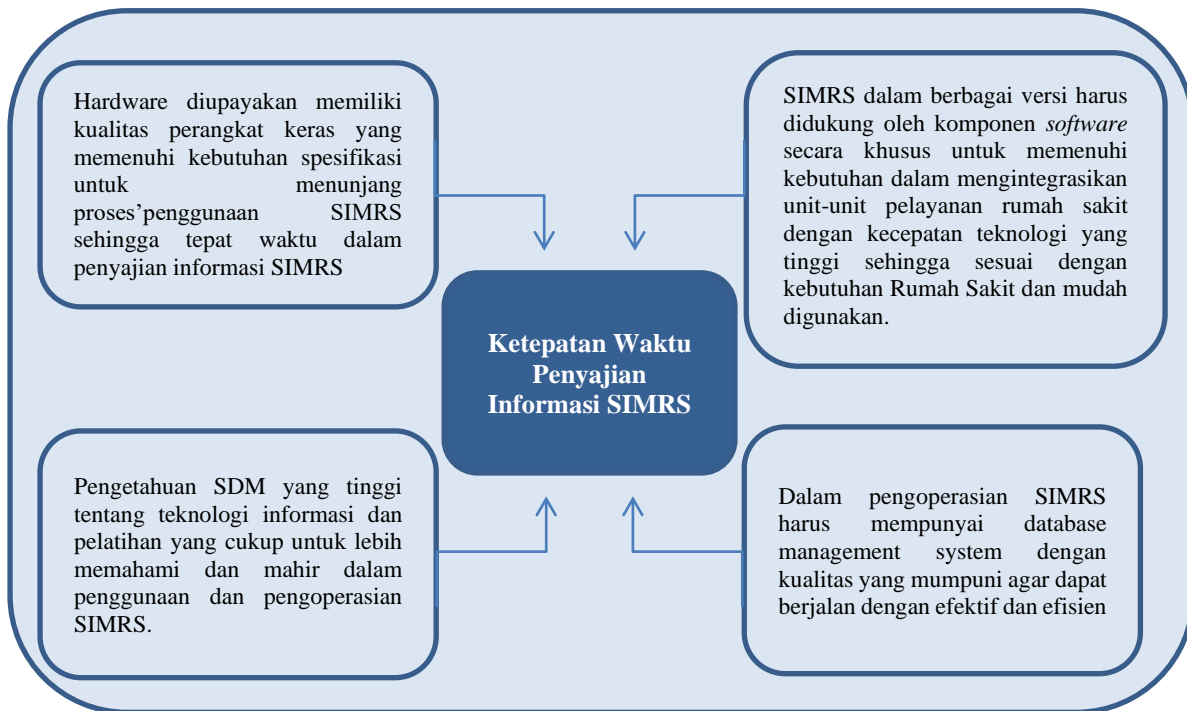 Hardware diupayakan memiliki
kualitas perangkat keras yang
memenuhi kebutuhan spesifikasi
untuk menunjang
proses’penggunaan SIMRS
sehingga tepat waktu dalam
penyajian informasi SIMRS
SIMRS dalam berbagai versi harus
didukung oleh komponen software
secara khusus untuk memenuhi
kebutuhan dalam mengintegrasikan
unit-unit pelayanan rumah sakit
dengan kecepatan teknologi yang
tinggi sehingga sesuai dengan
kebutuhan Rumah Sakit dan mudah
digunakan.
Ketepatan Waktu
Penyajian
Informasi SIMRS
Pengetahuan SDM yang tinggi
tentang teknologi informasi dan
pelatihan yang cukup untuk lebih
memahami dan mahir dalam
penggunaan dan pengoperasian
SIMRS.
Dalam pengoperasian SIMRS
harus mempunyai database
management system dengan
kualitas yang mumpuni agar dapat
berjalan dengan efektif dan efisien